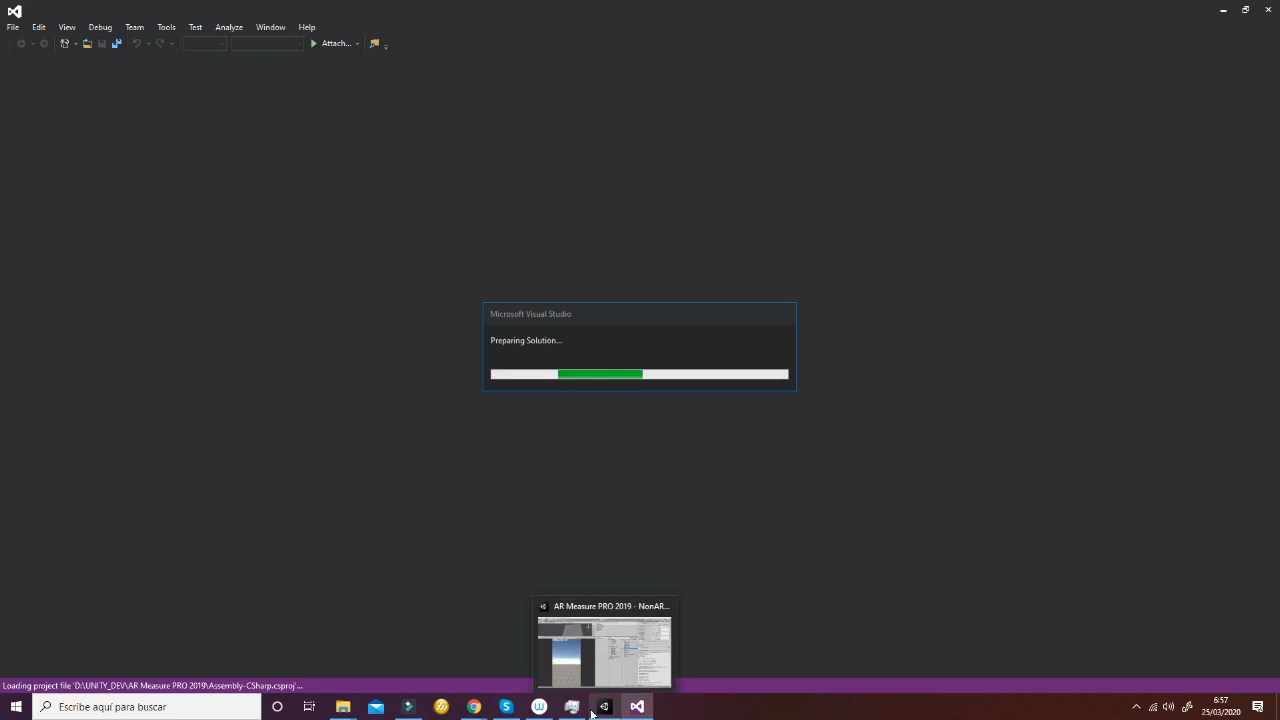 File Edit View Debug Team Tools Test Analyze Window Help
Attach...
Microsoft Visual Studio
Preparing Solution...
AR Measure PRO 2019 - NonAR...
Loading project file 'D:\UNITY_DEV\AR Measure PRO 2019\Assembly-CSharp.csproj'...
Escribe aquí para buscar
6:57
25/03/2020